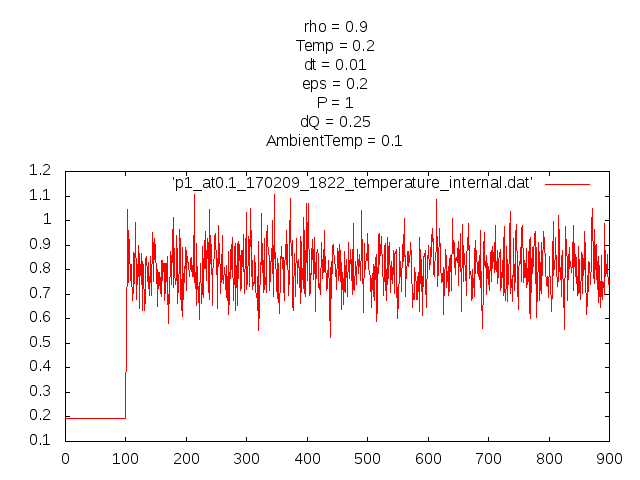 rho = 0.9
Temp = 0.2
dt = 0.01
eps = 0.2
P = 1
dQ = 0.25
AmbientTemp = 0.1
1.2
'p1_at0.1_170209_1822_temperature_internal.dat'
1.1
1
0.9
0.8
0.7
0.6
0.5
0.4
0.3
0.2
0.1
0 100 200 300 400 500 600 700 800 900